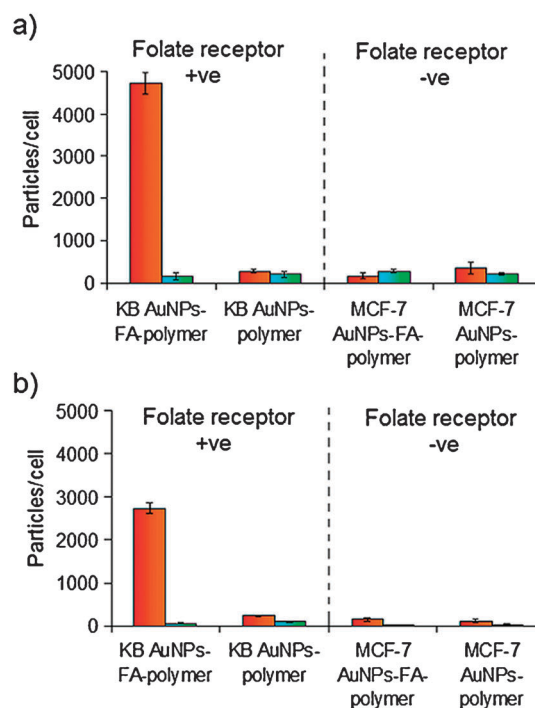 a)
Folate receptor
+ve
Folate receptor
-ve
Particles/cell
5000
4000
3000
2000
1000
0
KB AuNPs-
FA-polymer
KB AuNPs-
polymer
MCF-7
AuNPs-FA-
polymer
MCF-7
AuNPs-
polymer
b)
Folate receptor
+ve
Folate receptor
-ve
Particles/cell
5000
4000
3000
2000
1000
0
KB AuNPs-
FA-polymer
KB AuNPs-
polymer
MCF-7
AuNPs-FA-
polymer
MCF-7
AuNPs-
polymer